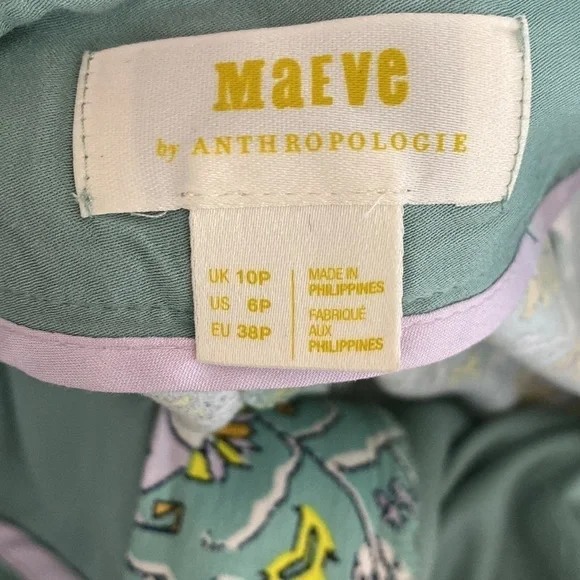 MaEVe
by ANTHROPOLOGIE
UK 10P
US 6P
EU 38P
MADE IN
PHILIPPINES
FABRIQUÉ
AUX
PHILIPPINES